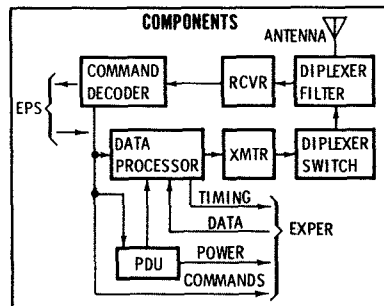 COMPONENTS
ANTENNA
COMMAND
DECODER
RCVR
DIPLEXER
FILTER
EPS
DATA
PROCESSOR
XMTR
DIPLEXER
SWITCH
TIMING
DATA
EXPER
PDU
POWER
COMMANDS